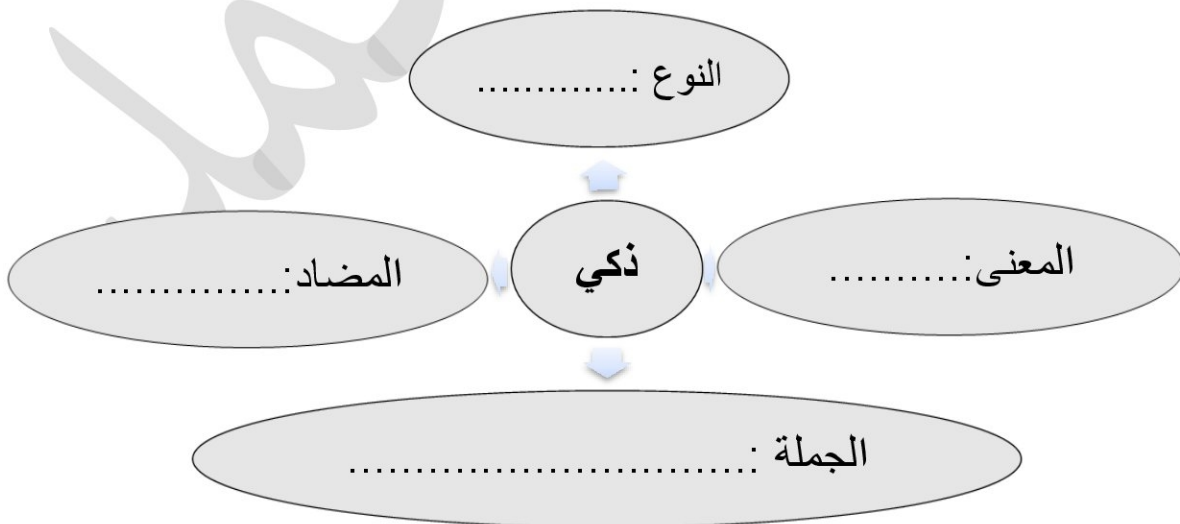 النوع :..............
المعنى:..........
ذكي
المضاد:...............
الجملة :..............................